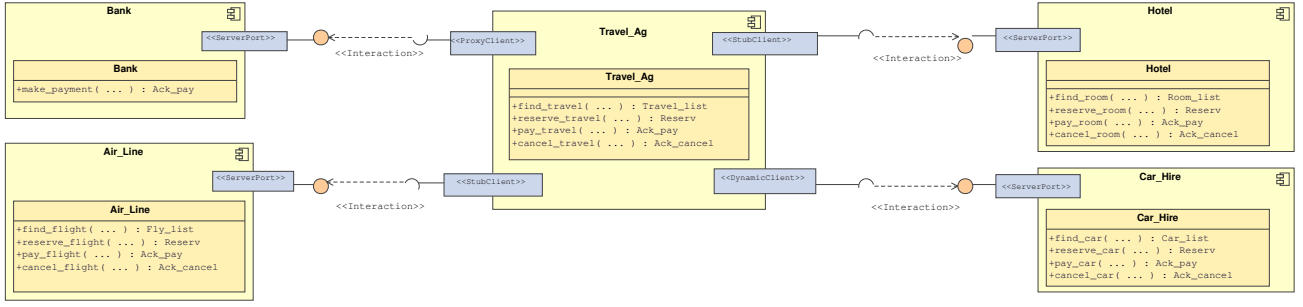 Bank
<<ServerPort>>
Bank
+make_payment( ... ) : Ack_pay
<<Interaction>>
<<ProxyClient>>
Travel_Ag
<<StubClient>>
Travel_Ag
+find_travel( ... ) : Travel_list
+reserve_travel( ... ) : Reserv
+pay_travel( ... ) : Ack_pay
+cancel_travel( ... ) : Ack_cancel
<<StubClient>>
<<DynamicClient>>
<<Interaction>>
Hotel
<<ServerPort>>
Hotel
+find_room( ... ) : Room_list
+reserve_room( ... ) : Reserv
+pay_room( ... ) : Ack_pay
+cancel_room( ... ) : Ack_cancel
Air_Line
<<ServerPort>>
Air_Line
+find_flight( ... ) : Fly_list
+reserve_flight( ... ) : Reserv
+pay_flight( ... ) : Ack_pay
+cancel_flight( ... ) : Ack_cancel
<<Interaction>>
<<Interaction>>
Car_Hire
<<ServerPort>>
Car_Hire
+find_car( ... ) : Car_list
+reserve_car( ... ) : Reserv
+pay_car( ... ) : Ack_pay
+cancel_car( ... ) : Ack_cancel